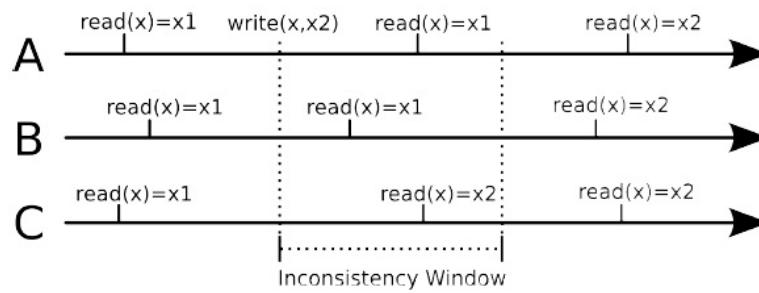 read(x)=x1 write(x,x2) read(x)=x1 read(x)=x2
A
read(x)=x1 read(x)=x1 read(x)=x2
B
read(x)=x1 read(x)=x2 read(x)=x2
C
Inconsistency Window